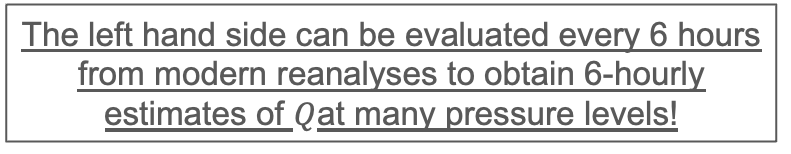 The left hand side can be evaluated every 6 hours
from modern reanalyses to obtain 6-hourly
estimates of Q at many pressure levels!